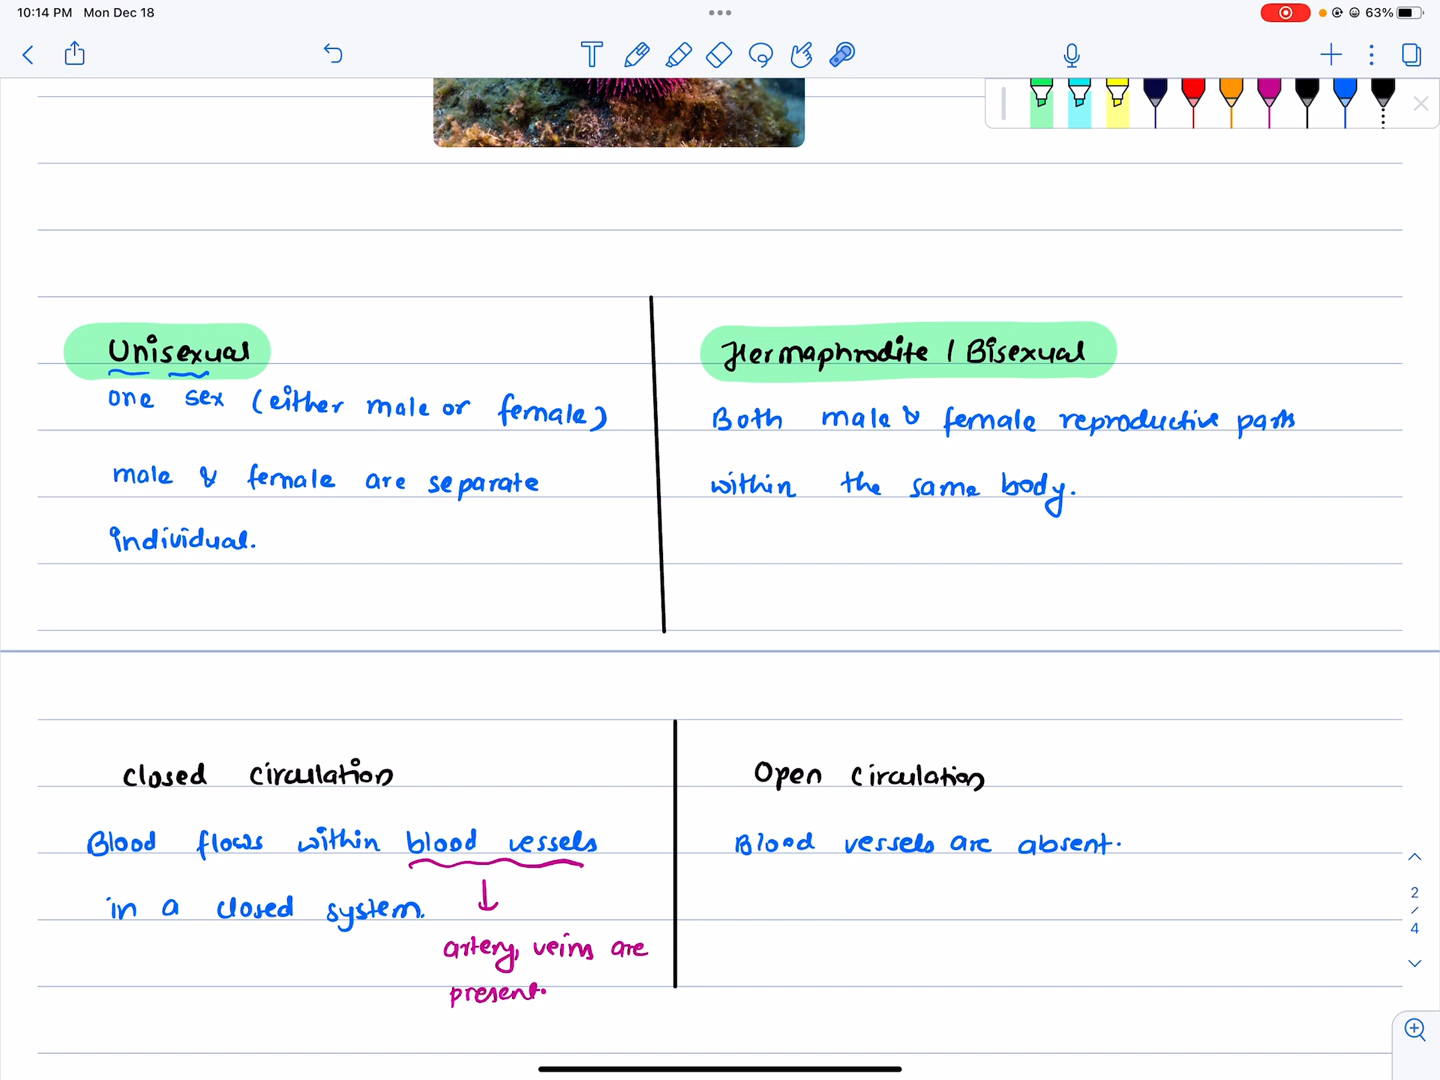 10:14 PM Mon Dec 18
63%
Unisexual
one sex (either male or female)
male & female are separate
individual.
Hermaphrodite / Bisexual
Both male & female reproductive parts
within the same body.
Closed circulation
Blood flows within blood vessels
in a closed system.
artery, veins are
present.
Open circulation
Blood vessels are absent.
2
/
4